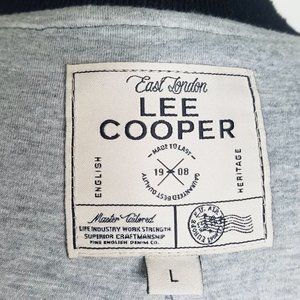 East London
LEE
COOPER
MADE TO LAST
ENGLISH
19 08
HERITAGE
GUARANTEED BEST QUALITY
Master Tailored
LIFE INDUSTRY WORK STRENGTH
SUPERIOR CRAFTSMANSHIP
FINE ENGLISH DENIM CO.
L